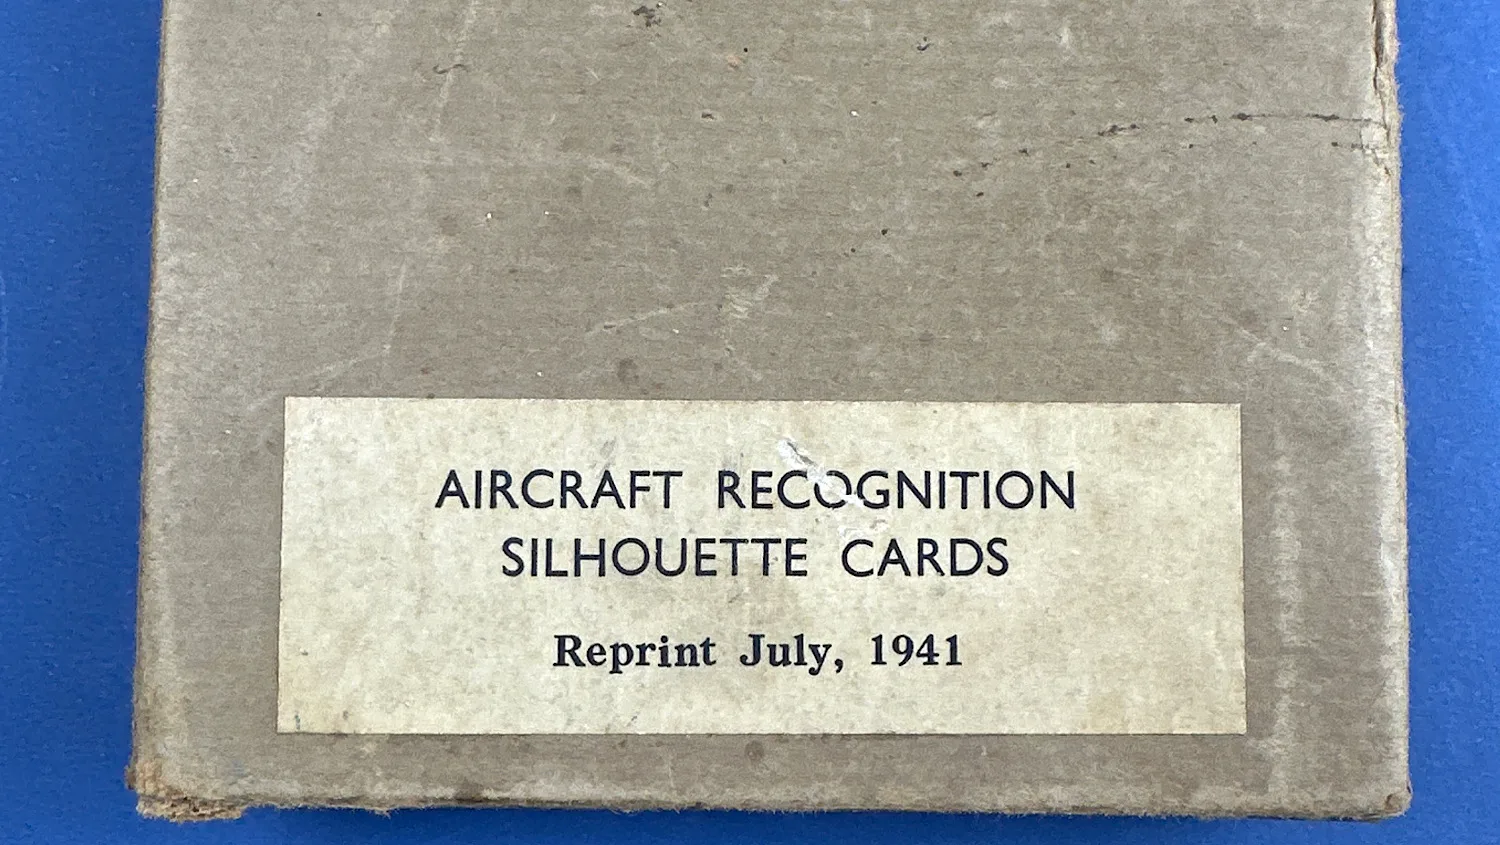 AIRCRAFT RECOGNITION
SILHOUETTE CARDS
Reprint July, 1941